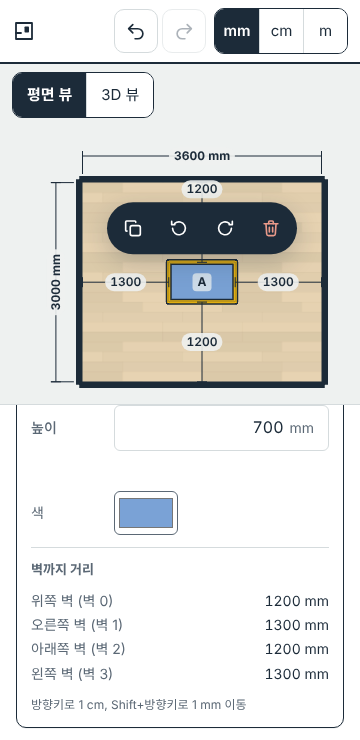 mm cm m
평면 뷰 3D 뷰
3600 mm
1200
3000 mm
1300 A 1300
1200
높이 700 mm
색
벽까지 거리
위쪽 벽 (벽 0) 1200 mm
오른쪽 벽 (벽 1) 1300 mm
아래쪽 벽 (벽 2) 1200 mm
왼쪽 벽 (벽 3) 1300 mm
방향키로 1 cm, Shift+방향키로 1 mm 이동